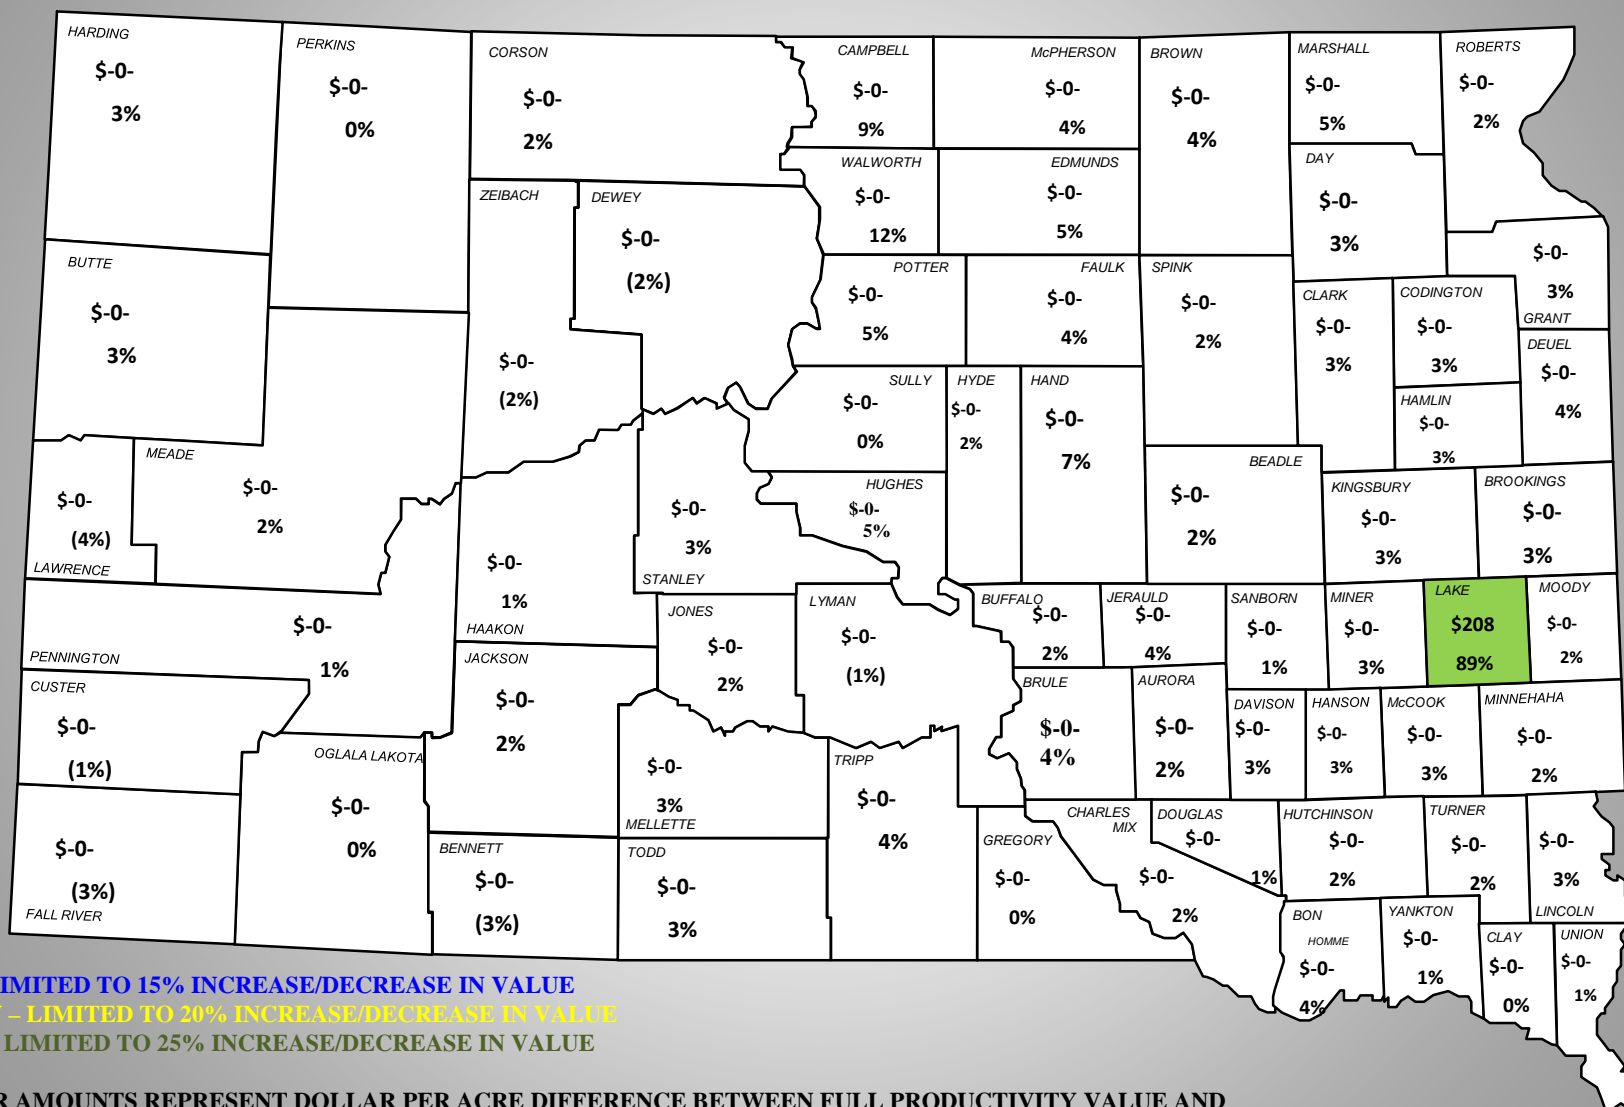 HARDING
$-0-
3%
PERKINS
$-0-
0%
CORSON
$-0-
2%
CAMPBELL
$-0-
9%
McPHERSON
$-0-
4%
BROWN
$-0-
4%
MARSHALL
$-0-
5%
ROBERTS
$-0-
2%
ZEIBACH
$-0-
(2%)
DEWEY
$-0-
(2%)
WALWORTH
$-0-
12%
EDMUNDS
$-0-
5%
DAY
$-0-
3%
$-0-
3%
GRANT
BUTTE
$-0-
3%
POTTER
$-0-
5%
FAULK
$-0-
4%
SPINK
$-0-
2%
CLARK
$-0-
3%
CODINGTON
$-0-
3%
DEUEL
$-0-
4%
SULLY
$-0-
0%
HYDE
$-0-
2%
HAND
$-0-
7%
HAMLIN
$-0-
3%
MEADE
$-0-
2%
$-0-
(4%)
LAWRENCE
$-0-
3%
STANLEY
HUGHES
$-0-
5%
BEADLE
$-0-
2%
KINGSBURY
$-0-
3%
BROOKINGS
$-0-
3%
$-0-
1%
HAAKON
$-0-
1%
PENNINGTON
JONES
$-0-
2%
LYMAN
$-0-
(1%)
BUFFALO
$-0-
2%
JERAULD
$-0-
4%
SANBORN
$-0-
1%
MINER
$-0-
3%
LAKE
$208
89%
MOODY
$-0-
2%
CUSTER
$-0-
(1%)
JACKSON
$-0-
2%
BRULE
$-0-
4%
AURORA
$-0-
2%
DAVISON
$-0-
3%
HANSON
$-0-
3%
McCOOK
$-0-
3%
MINNEHAHA
$-0-
2%
OGLALA LAKOTA
$-0-
0%
$-0-
3%
MELLETTE
TRIPP
$-0-
4%
$-0-
(3%)
FALL RIVER
BENNETT
$-0-
(3%)
TODD
$-0-
3%
GREGORY
$-0-
0%
CHARLES
MIX
$-0-
2%
DOUGLAS
$-0-
1%
HUTCHINSON
$-0-
2%
TURNER
$-0-
2%
$-0-
3%
LINCOLN
BON
HOMME
$-0-
4%
YANKTON
$-0-
1%
CLAY
$-0-
0%
UNION
$-0-
1%
IMITED TO 15% INCREASE/DECREASE IN VALUE
– LIMITED TO 20% INCREASE/DECREASE IN VALUE
LIMITED TO 25% INCREASE/DECREASE IN VALUE
R AMOUNTS REPRESENT DOLLAR PER ACRE DIFFERENCE BETWEEN FULL PRODUCTIVITY VALUE AND